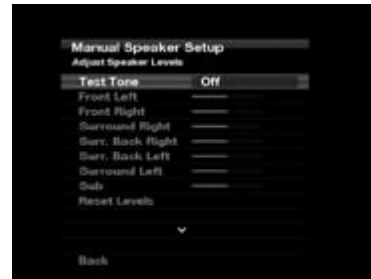 Manual Speaker Setup
Adjust Speaker Levels
Test Tone Off
Front Left
Front Right
Surround Right
Surr. Back Right
Surr. Back Left
Surround Left
Sub
Reset Levels
Back